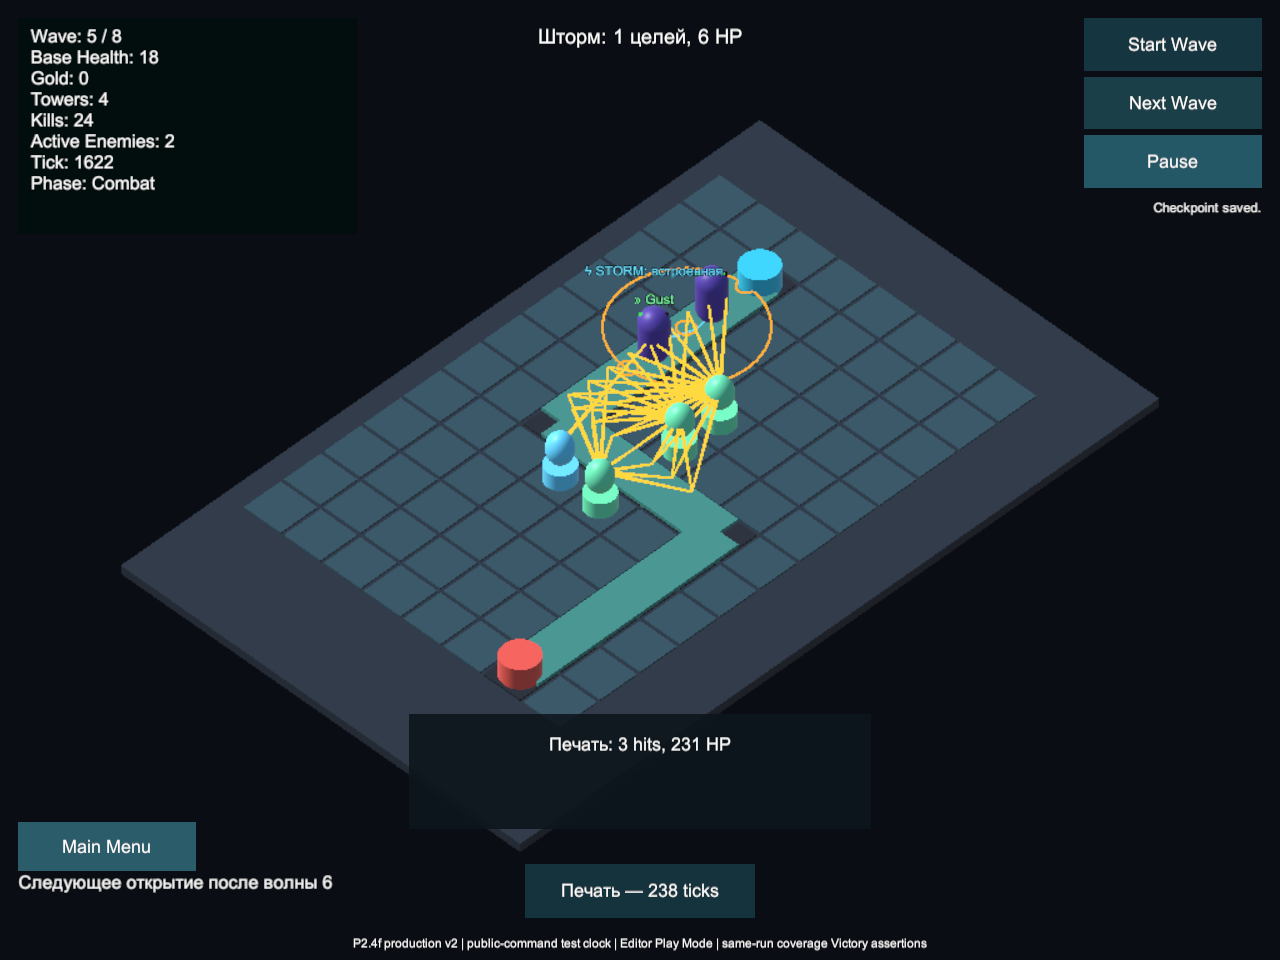 Wave: 5 / 8
Base Health: 18
Gold: 0
Towers: 4
Kills: 24
Active Enemies: 2
Tick: 1622
Phase: Combat
Шторм: 1 целей, 6 HP
Start Wave
Next Wave
Pause
Checkpoint saved.
ϟ STORM: встроенная
» Gust
Печать: 3 hits, 231 HP
Main Menu
Следующее открытие после волны 6
Печать — 238 ticks
P2.4f production v2 | public-command test clock | Editor Play Mode | same-run coverage Victory assertions